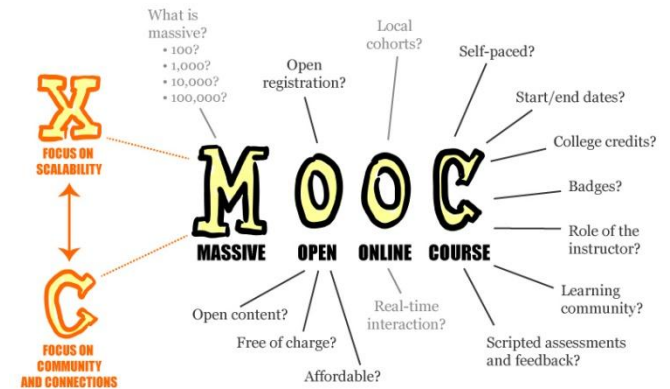 What is
massive?
• 100?
• 1,000?
• 10,000?
• 100,000?
Open
registration?
Local
cohorts?
Self-paced?
Start/end dates?
College credits?
Badges?
Role of the
instructor?
Learning
community?
Scripted assessments
and feedback?
X
FOCUS ON
SCALABILITY
C
FOCUS ON
COMMUNITY
AND CONNECTIONS
MOOC
MASSIVE OPEN ONLINE COURSE
Open content?
Free of charge?
Affordable?
Real-time
interaction?